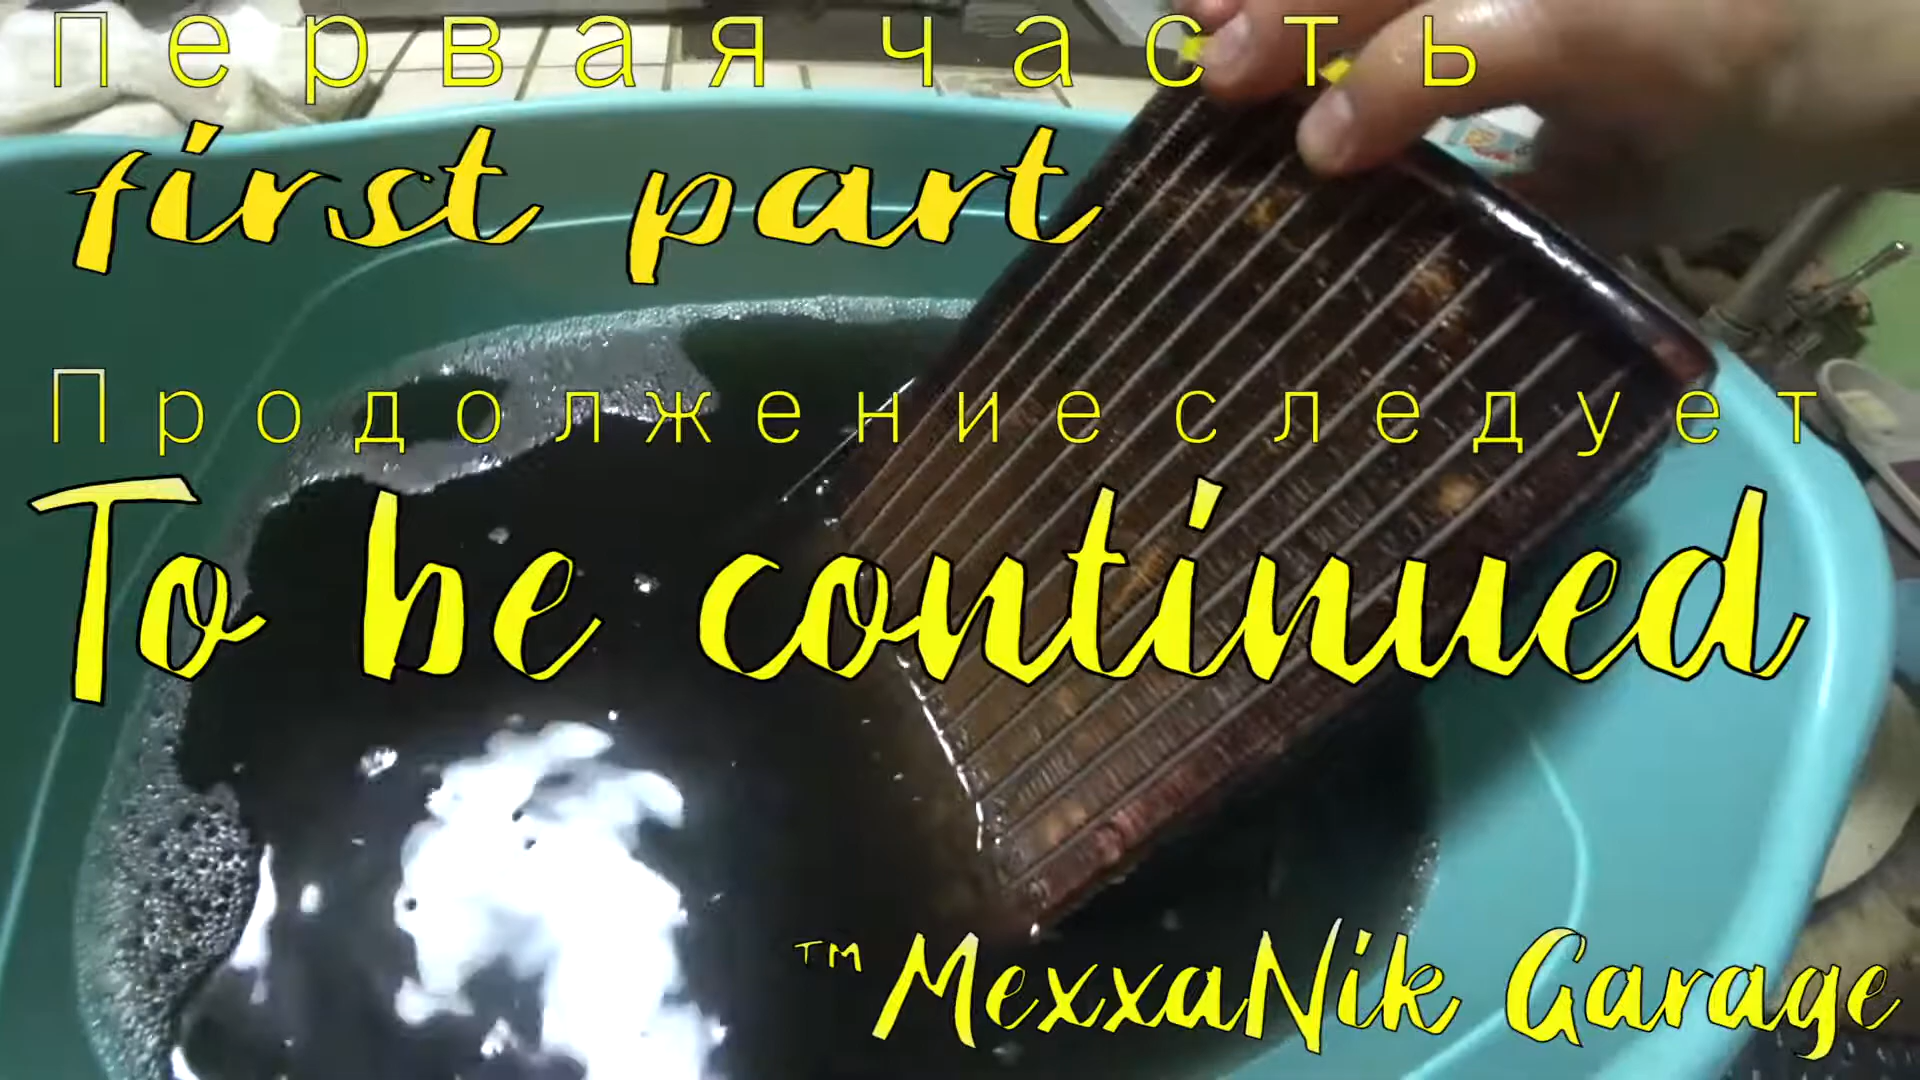 первая часть
first part
Продолжение следует
To be continued
™ MexxaNik Garage